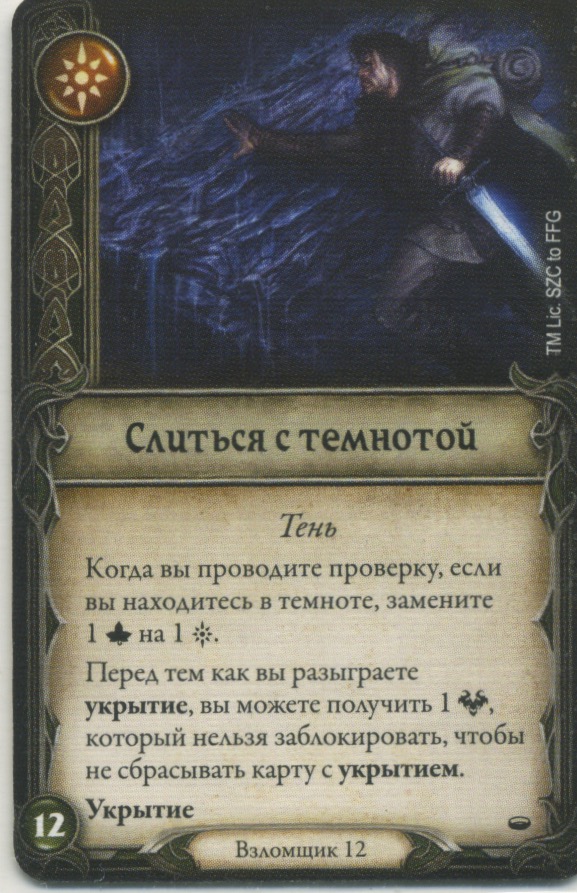 TM Lic. SZC to FFG
Слиться с темнотой
Тень
Когда вы проводите проверку, если
вы находитесь в темноте, замените
1 на 1 .
Перед тем как вы разыграете
укрытие, вы можете получить 1 ,
который нельзя заблокировать, чтобы
не сбрасывать карту с укрытием.
Укрытие
12
Взломщик 12